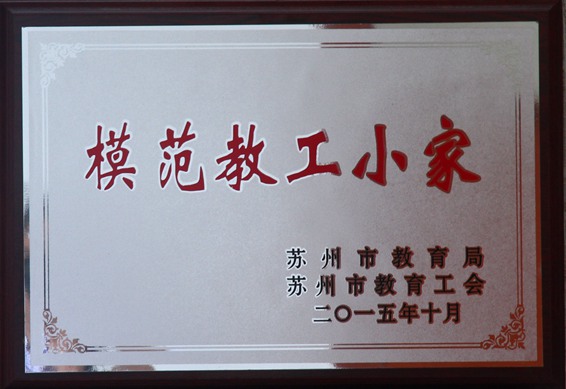 模范教工小家
苏州市教育局
苏州市教育工会
二〇一五年十月